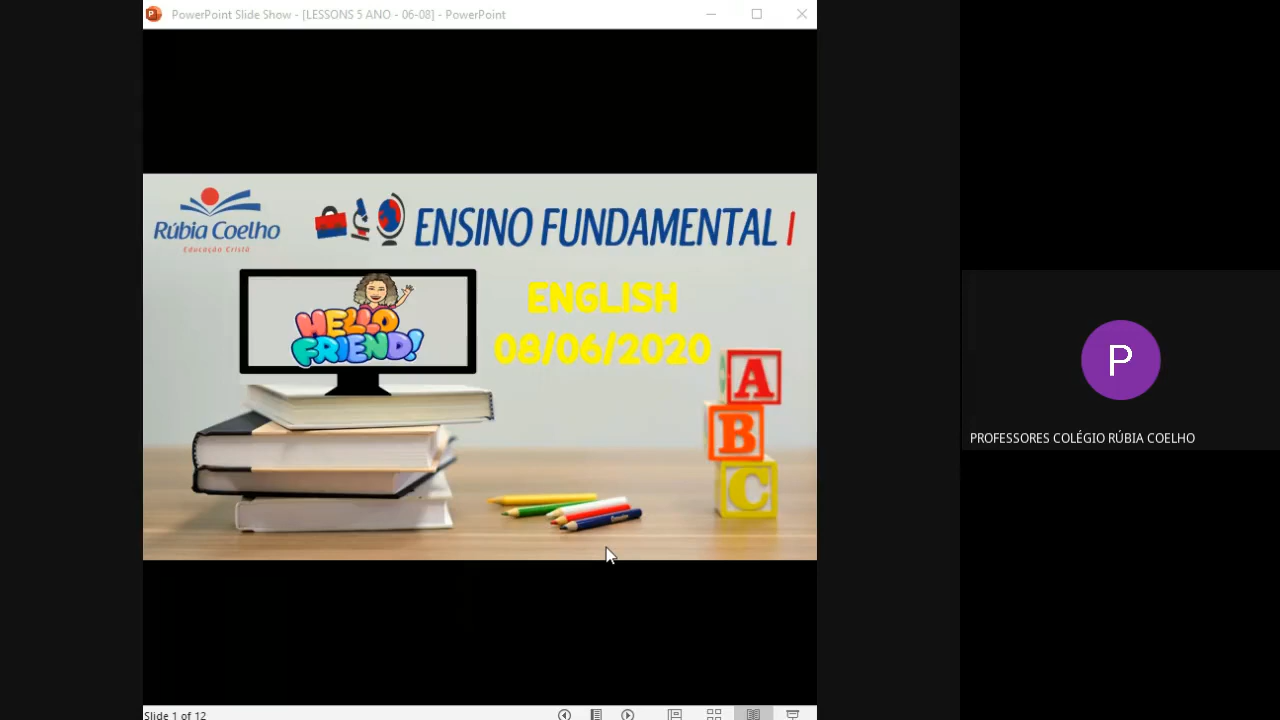 PowerPoint Slide Show - [LESSONS 5 ANO - 06-08] - PowerPoint
Rúbia Coelho
Educação Cristã
ENSINO FUNDAMENTAL I
HELLO
FRIEND!
ENGLISH
08/06/2020
A
B
C
P
PROFESSORES COLÉGIO RÚBIA COELHO
Slide 1 of 12